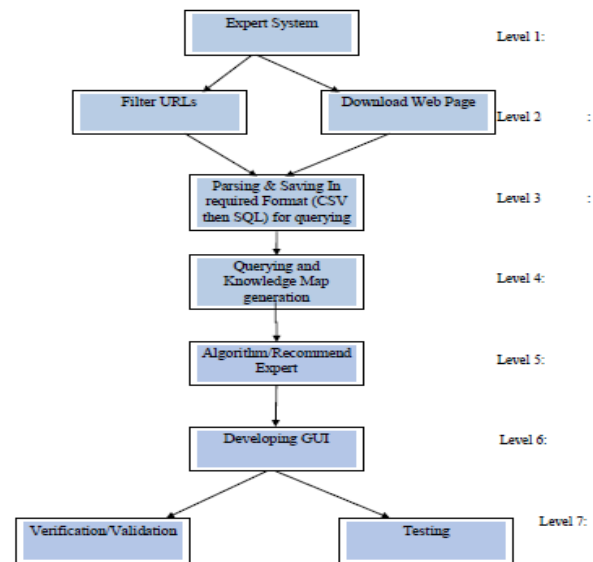 Expert System
Level 1:
Filter URLs
Download Web Page
Level 2 :
Parsing & Saving In
required Format (CSV
then SQL) for querying
Level 3 :
Querying and
Knowledge Map
generation
Level 4:
Algorithm/Recommend
Expert
Level 5:
Developing GUI
Level 6:
Verification/Validation
Testing
Level 7: